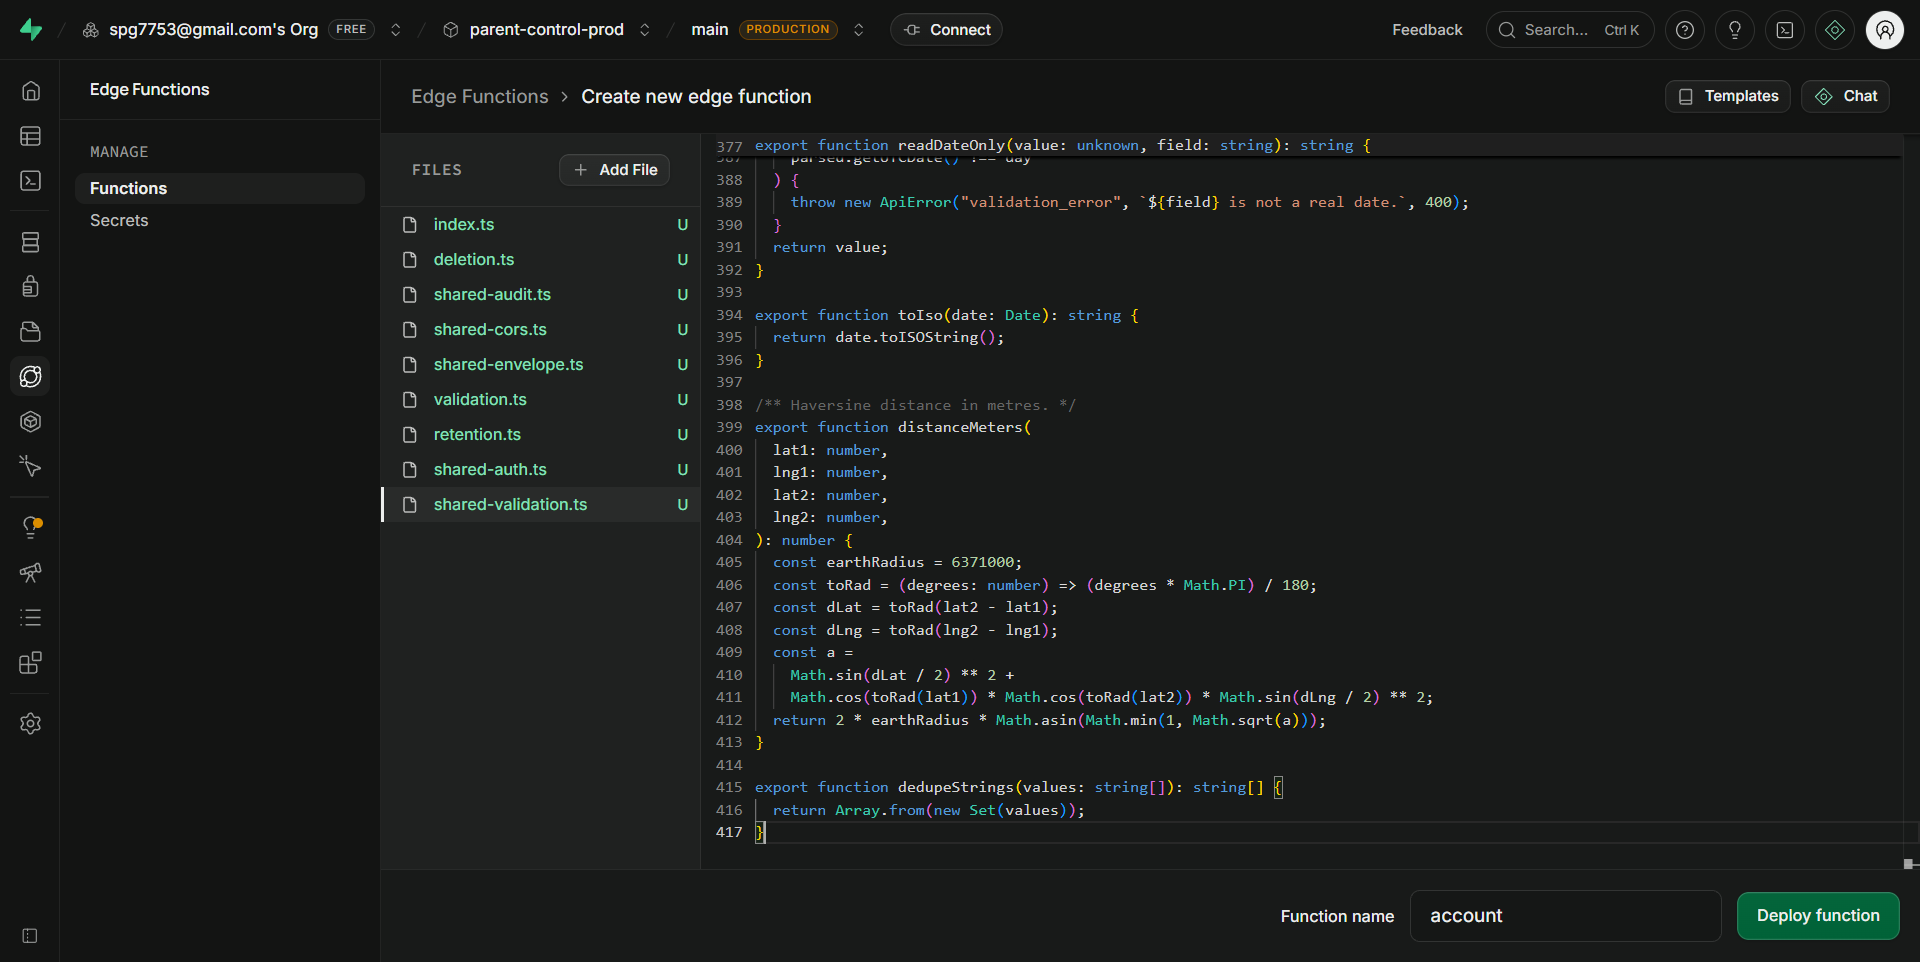 spg7753@gmail.com's Org FREE parent-control-prod main PRODUCTION Connect Feedback Search... Ctrl K
Edge Functions
MANAGE
Functions
Secrets
Edge Functions > Create new edge function Templates Chat
FILES Add File
index.ts U
deletion.ts U
shared-audit.ts U
shared-cors.ts U
shared-envelope.ts U
validation.ts U
retention.ts U
shared-auth.ts U
shared-validation.ts U
377 export function readDateOnly(value: unknown, field: string): string {
387 parsed.getUTCDate() !== day
388 ) {
389 throw new ApiError("validation_error", `${field} is not a real date.`, 400);
390 }
391 return value;
392 }
393
394 export function toIso(date: Date): string {
395 return date.toISOString();
396 }
397
398 /** Haversine distance in metres. */
399 export function distanceMeters(
400 lat1: number,
401 lng1: number,
402 lat2: number,
403 lng2: number,
404 ): number {
405 const earthRadius = 6371000;
406 const toRad = (degrees: number) => (degrees * Math.PI) / 180;
407 const dLat = toRad(lat2 - lat1);
408 const dLng = toRad(lng2 - lng1);
409 const a =
410 Math.sin(dLat / 2) ** 2 +
411 Math.cos(toRad(lat1)) * Math.cos(toRad(lat2)) * Math.sin(dLng / 2) ** 2;
412 return 2 * earthRadius * Math.asin(Math.min(1, Math.sqrt(a)));
413 }
414
415 export function dedupeStrings(values: string[]): string[] {
416 return Array.from(new Set(values));
417 }
Function name account Deploy function